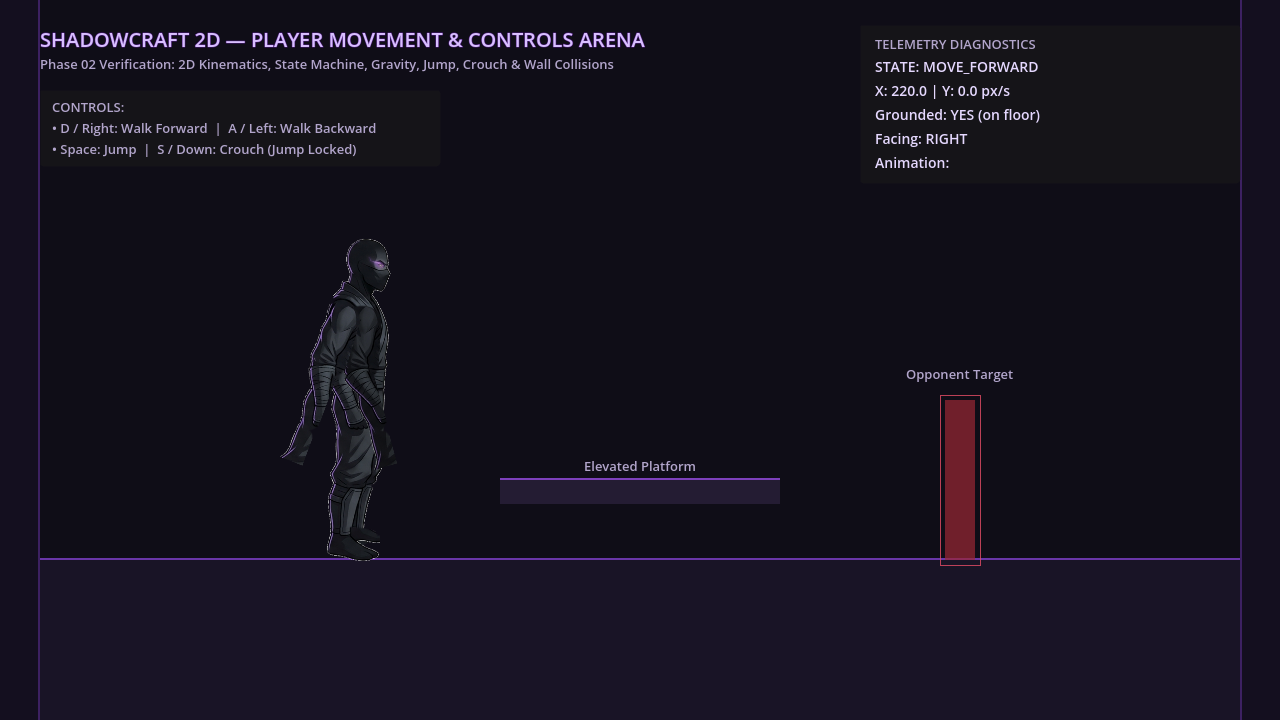 SHADOWCRAFT 2D — PLAYER MOVEMENT & CONTROLS ARENA
Phase 02 Verification: 2D Kinematics, State Machine, Gravity, Jump, Crouch & Wall Collisions
CONTROLS:
• D / Right: Walk Forward | A / Left: Walk Backward
• Space: Jump | S / Down: Crouch (Jump Locked)
TELEMETRY DIAGNOSTICS
STATE: MOVE_FORWARD
X: 220.0 | Y: 0.0 px/s
Grounded: YES (on floor)
Facing: RIGHT
Animation:
Opponent Target
Elevated Platform